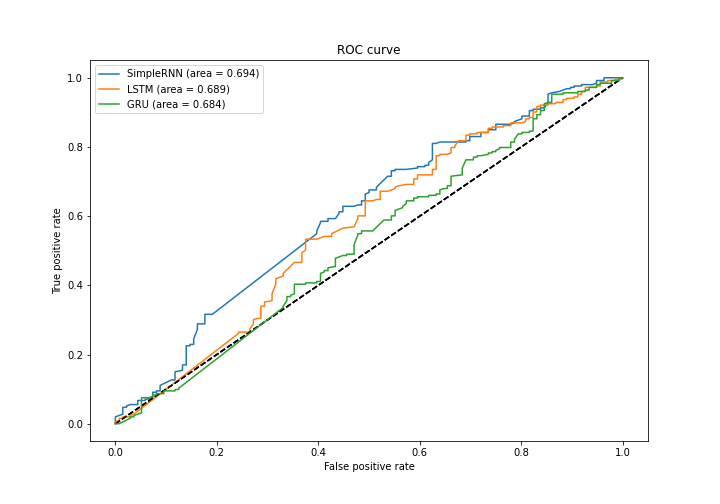 ROC curve
SimpleRNN (area = 0.694)
LSTM (area = 0.689)
GRU (area = 0.684)
1.0
0.8
0.6
0.4
0.2
0.0
True positive rate
0.0 0.2 0.4 0.6 0.8 1.0
False positive rate